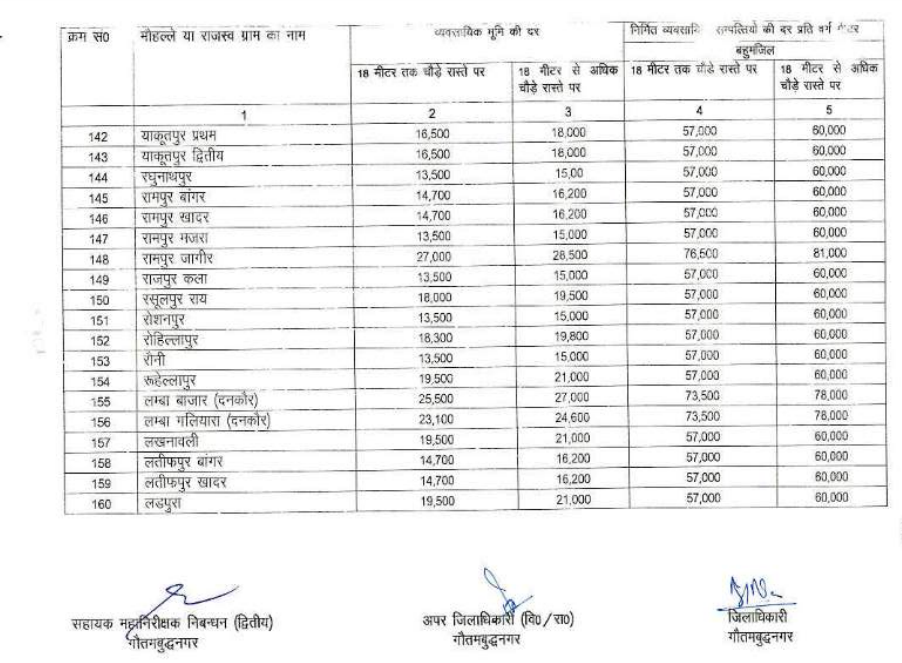 क्रम सं0 मौहल्ले या राजस्व ग्राम का नाम व्यवसायिक भूमि की दर निर्मित व्यवसायि सम्पत्तियों की दर प्रति वर्ग मीटर
बहुमंजिल
18 मीटर तक चौड़े रास्ते पर 18 मीटर से अधिक चौड़े रास्ते पर 18 मीटर तक चौड़े रास्ते पर 18 मीटर से अधिक चौड़े रास्ते पर
1 2 3 4 5
142 याकूतपुर प्रथम 16,500 18,000 57,000 60,000
143 याकूतपुर द्वितीय 16,500 18,000 57,000 60,000
144 रघुनाथपुर 13,500 15,00 57,000 60,000
145 रामपुर बांगर 14,700 16,200 57,000 60,000
146 रामपुर खादर 14,700 16,200 57,000 60,000
147 रामपुर मजरा 13,500 15,000 57,000 60,000
148 रामपुर जागीर 27,000 28,500 76,500 81,000
149 राजपुर कला 13,500 15,000 57,000 60,000
150 रसूलपुर राय 18,000 19,500 57,000 60,000
151 रोशनपुर 13,500 15,000 57,000 60,000
152 रोहिल्लापुर 18,300 19,800 57,000 60,000
153 रौनी 13,500 15,000 57,000 60,000
154 रूहेल्लापुर 19,500 21,000 57,000 60,000
155 लम्बा बाजार (दनकौर) 25,500 27,000 73,500 78,000
156 लम्बा गलियारा (दनकौर) 23,100 24,600 73,500 78,000
157 लखनावली 19,500 21,000 57,000 60,000
158 लतीफपुर बांगर 14,700 16,200 57,000 60,000
159 लतीफपुर खादर 14,700 16,200 57,000 60,000
160 लडपुरा 19,500 21,000 57,000 60,000
सहायक महानिरीक्षक निबन्धन (द्वितीय) अपर जिलाधिकारी (वि0/रा0) जिलाधिकारी
गौतमबुद्धनगर गौतमबुद्धनगर गौतमबुद्धनगर